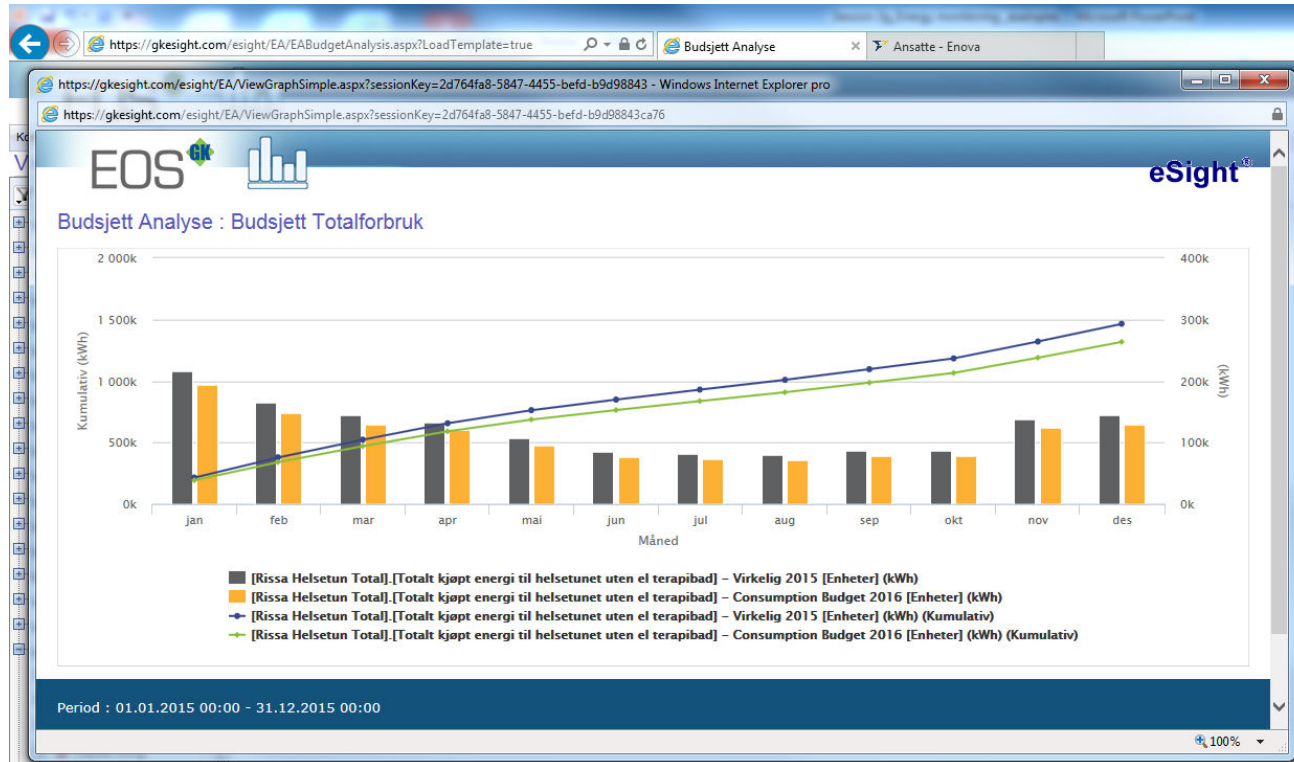 Session 3g_Energy monitoring_examples - Microsoft PowerPoint
https://gkesight.com/esight/EA/EABudgetAnalysis.aspx?LoadTemplate=true
Budsjett Analyse
Ansatte - Enova
https://gkesight.com/esight/EA/ViewGraphSimple.aspx?sessionKey=2d764fa8-5847-4455-befd-b9d98843 - Windows Internet Explorer pro
https://gkesight.com/esight/EA/ViewGraphSimple.aspx?sessionKey=2d764fa8-5847-4455-befd-b9d98843ca76
EOS GK
eSight®
Budsjett Analyse : Budsjett Totalforbruk
2 000k
400k
1 500k
300k
1 000k
200k
500k
100k
0k
0k
Kumulativ (kWh)
(kWh)
jan feb mar apr mai jun jul aug sep okt nov des
Måned
[Rissa Helsetun Total].[Totalt kjøpt energi til helsetunet uten el terapibad] – Virkelig 2015 [Enheter] (kWh)
[Rissa Helsetun Total].[Totalt kjøpt energi til helsetunet uten el terapibad] – Consumption Budget 2016 [Enheter] (kWh)
[Rissa Helsetun Total].[Totalt kjøpt energi til helsetunet uten el terapibad] – Virkelig 2015 [Enheter] (kWh) (Kumulativ)
[Rissa Helsetun Total].[Totalt kjøpt energi til helsetunet uten el terapibad] – Consumption Budget 2016 [Enheter] (kWh) (Kumulativ)
Period : 01.01.2015 00:00 - 31.12.2015 00:00
100%